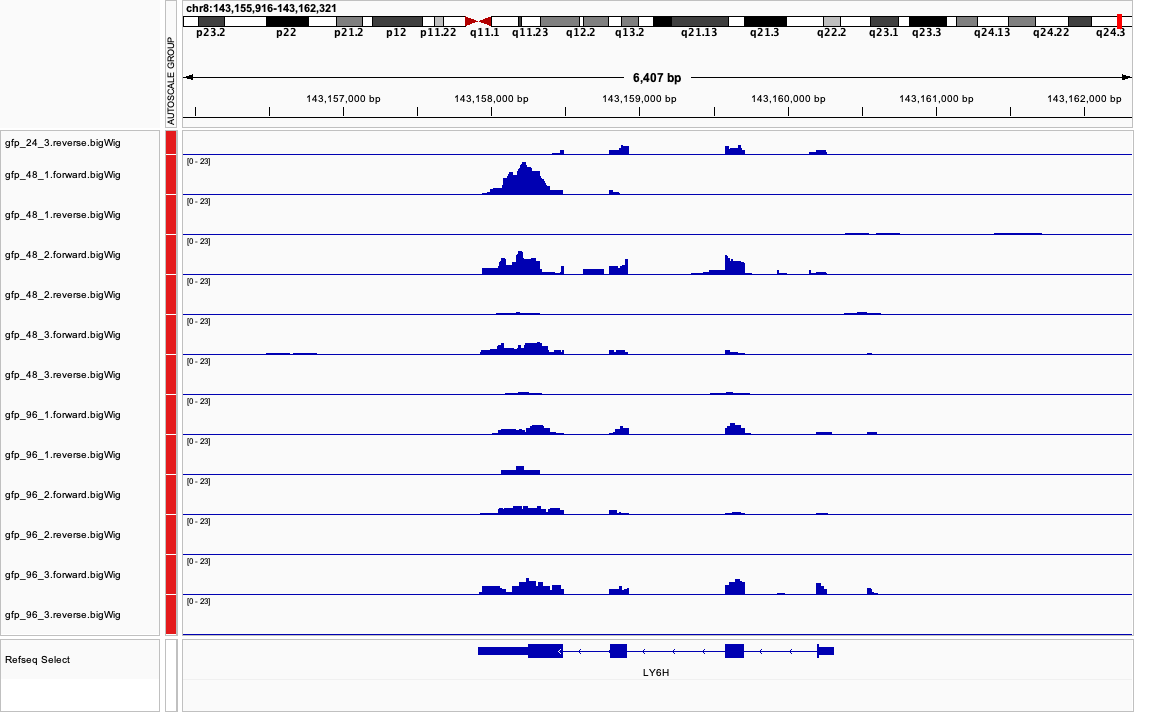 chr8:143,155,916-143,162,321
p23.2 p22 p21.2 p12 p11.22 q11.1 q11.23 q12.2 q13.2 q21.13 q21.3 q22.2 q23.1 q23.3 q24.13 q24.22 q24.3
AUTOSCALE GROUP
6,407 bp
143,157,000 bp 143,158,000 bp 143,159,000 bp 143,160,000 bp 143,161,000 bp 143,162,000 bp
gfp_24_3.reverse.bigWig
[0 - 23]
gfp_48_1.forward.bigWig
[0 - 23]
gfp_48_1.reverse.bigWig
[0 - 23]
gfp_48_2.forward.bigWig
[0 - 23]
gfp_48_2.reverse.bigWig
[0 - 23]
gfp_48_3.forward.bigWig
[0 - 23]
gfp_48_3.reverse.bigWig
[0 - 23]
gfp_96_1.forward.bigWig
[0 - 23]
gfp_96_1.reverse.bigWig
[0 - 23]
gfp_96_2.forward.bigWig
[0 - 23]
gfp_96_2.reverse.bigWig
[0 - 23]
gfp_96_3.forward.bigWig
[0 - 23]
gfp_96_3.reverse.bigWig
Refseq Select
LY6H